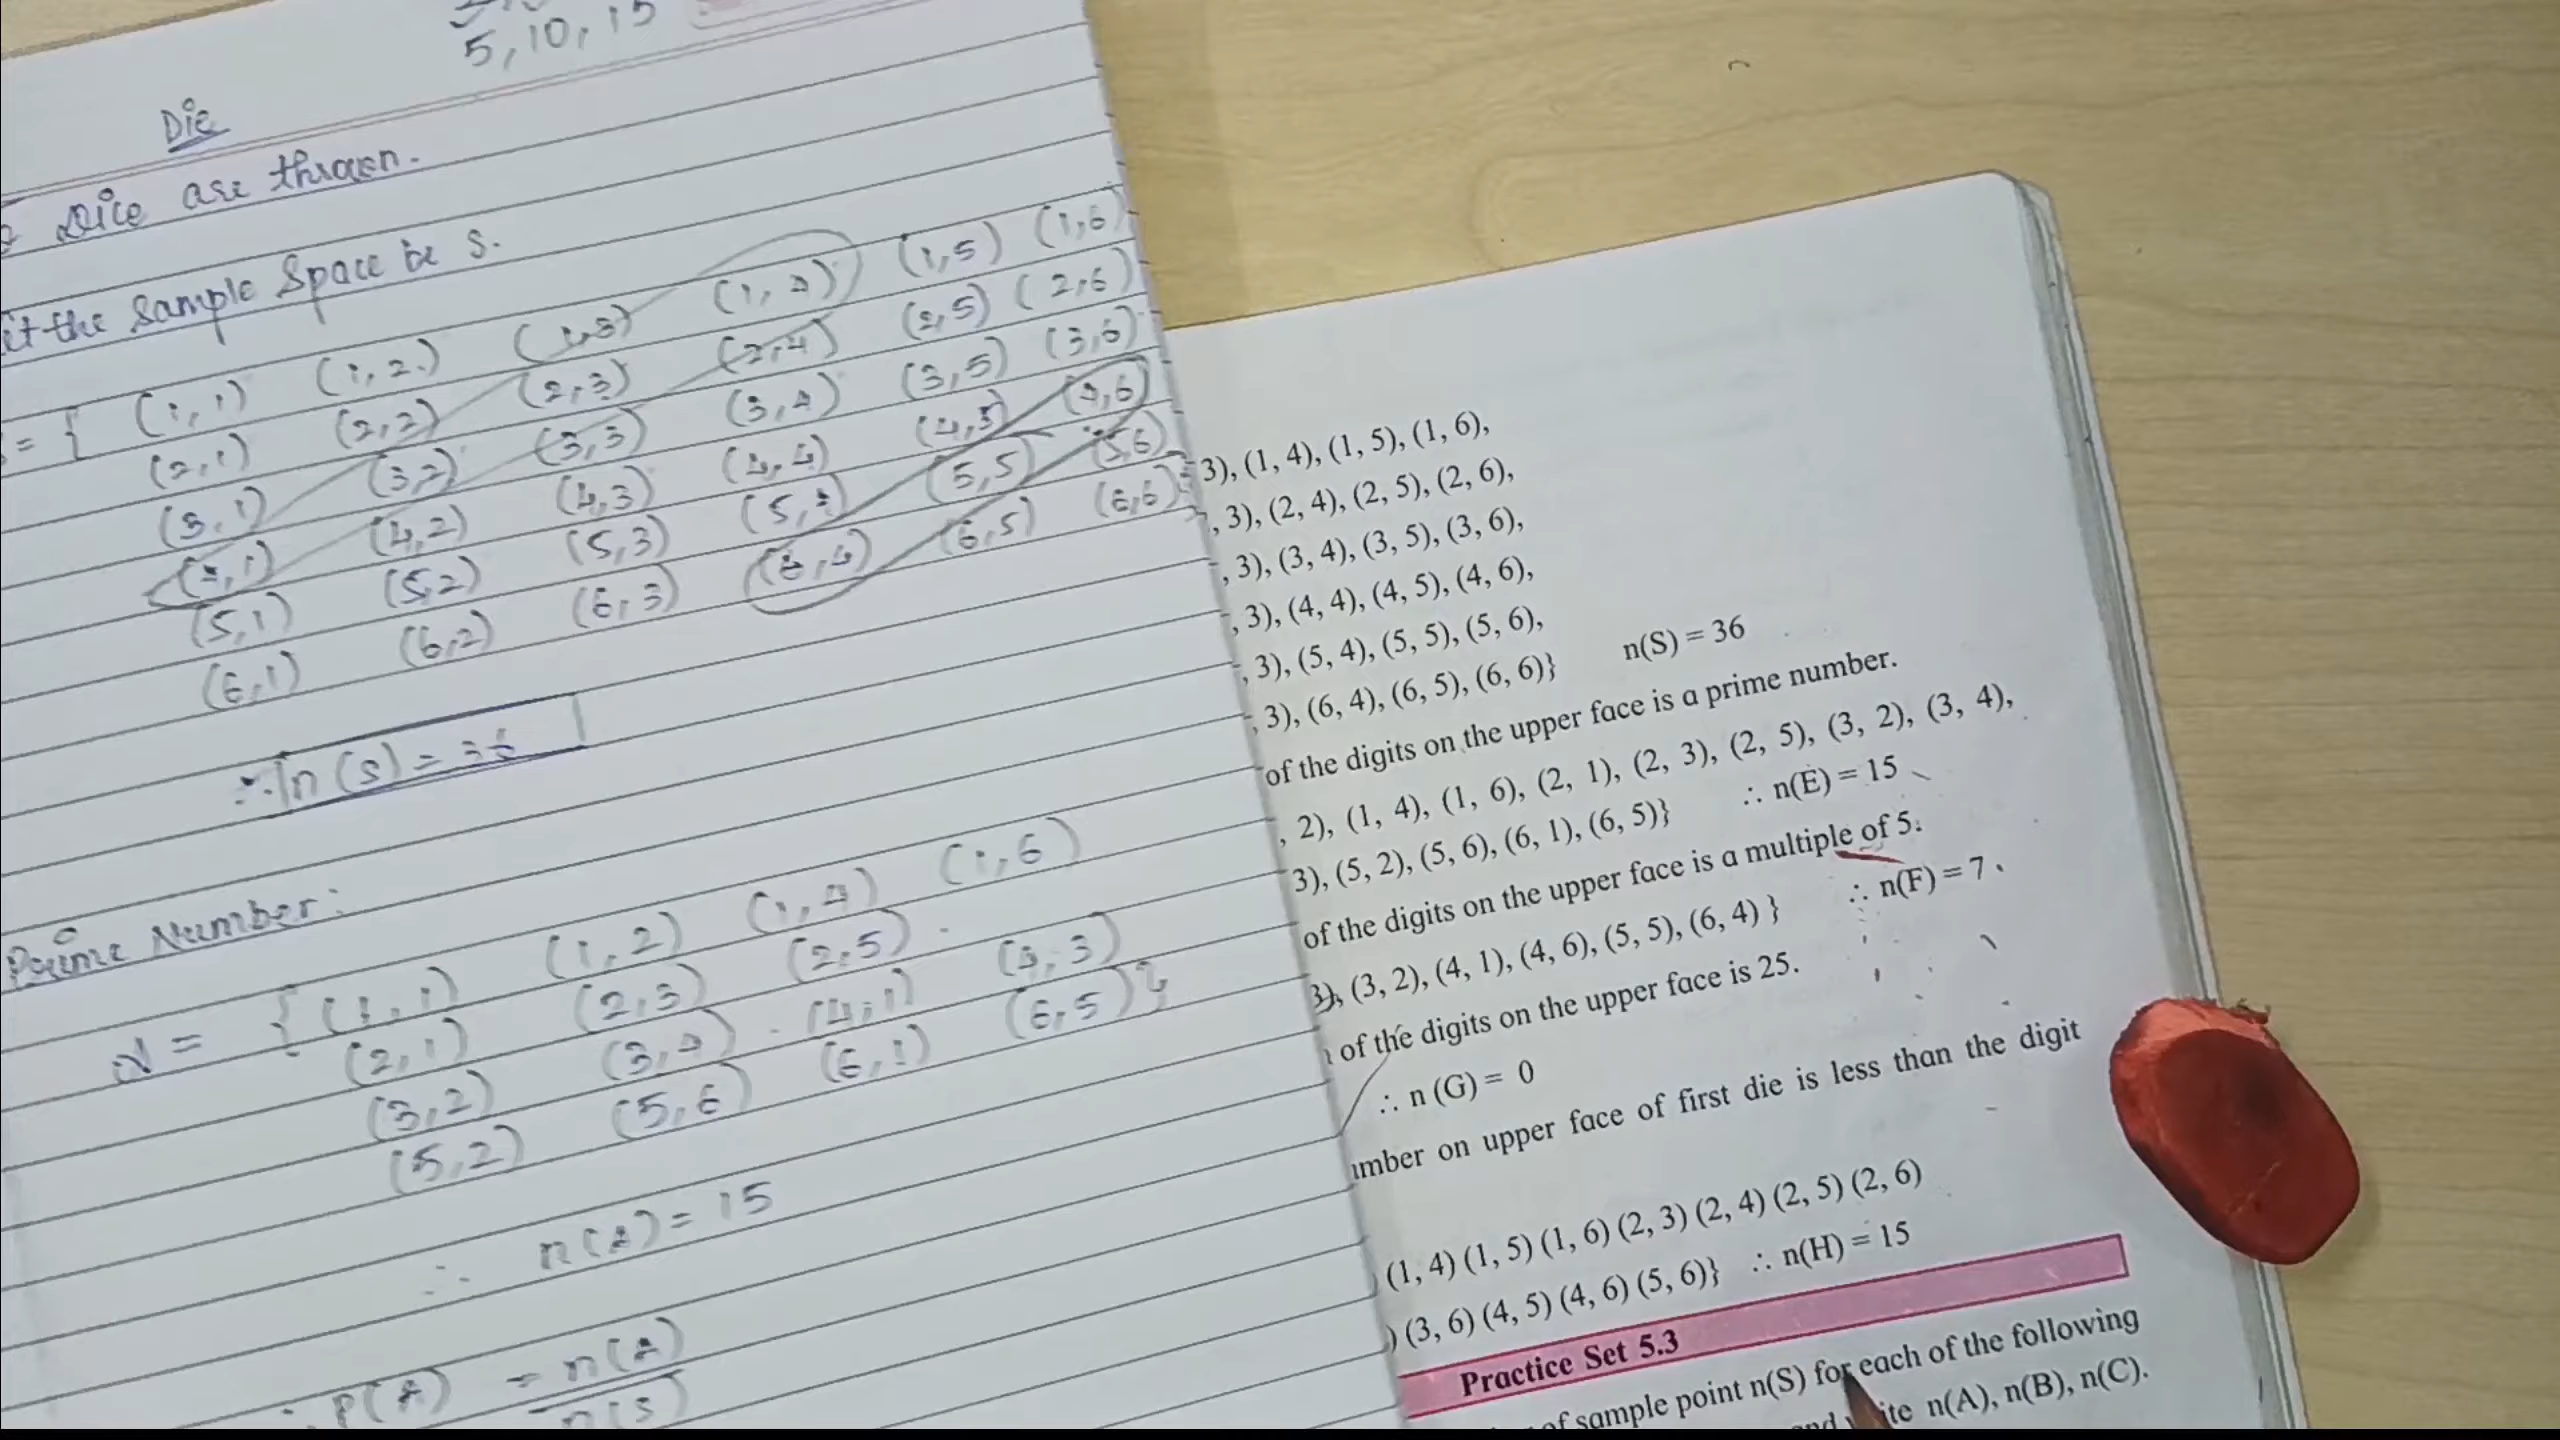 5, 10, 15
Die
Dice are thrown.
the Sample Space be S.
= { (1,1) (1,2) (1,3) (1,4) (1,5) (1,6)
(2,1) (2,2) (2,3) (2,4) (2,5) (2,6)
(3,1) (3,2) (3,3) (3,4) (3,5) (3,6)
(4,1) (4,2) (4,3) (4,4) (4,5) (4,6)
(5,1) (5,2) (5,3) (5,4) (5,5) (5,6)
(6,1) (6,2) (6,3) (6,4) (6,5) (6,6)}
∴ n(S) = 36
Prime Number:
A = { (1,1) (1,2) (1,4) (1,6)
(2,1) (2,3) (2,5)
(3,2) (3,4) (4,1) (4,3)
(5,2) (5,6) (6,1) (6,5)}
∴ n(A) = 15
∴ P(A) = n(A)
n(S)
3), (1, 4), (1, 5), (1, 6),
, 3), (2, 4), (2, 5), (2, 6),
, 3), (3, 4), (3, 5), (3, 6),
, 3), (4, 4), (4, 5), (4, 6),
, 3), (5, 4), (5, 5), (5, 6),
, 3), (6, 4), (6, 5), (6, 6)} n(S) = 36
of the digits on the upper face is a prime number.
, 2), (1, 4), (1, 6), (2, 1), (2, 3), (2, 5), (3, 2), (3, 4),
3), (5, 2), (5, 6), (6, 1), (6, 5)} ∴ n(E) = 15
of the digits on the upper face is a multiple of 5.
3), (3, 2), (4, 1), (4, 6), (5, 5), (6, 4) } ∴ n(F) = 7
of the digits on the upper face is 25.
∴ n (G) = 0
mber on upper face of first die is less than the digit
(1, 4) (1, 5) (1, 6) (2, 3) (2, 4) (2, 5) (2, 6)
) (3, 6) (4, 5) (4, 6) (5, 6)} ∴ n(H) = 15
Practice Set 5.3
of sample point n(S) for each of the following
n(A), n(B), n(C).